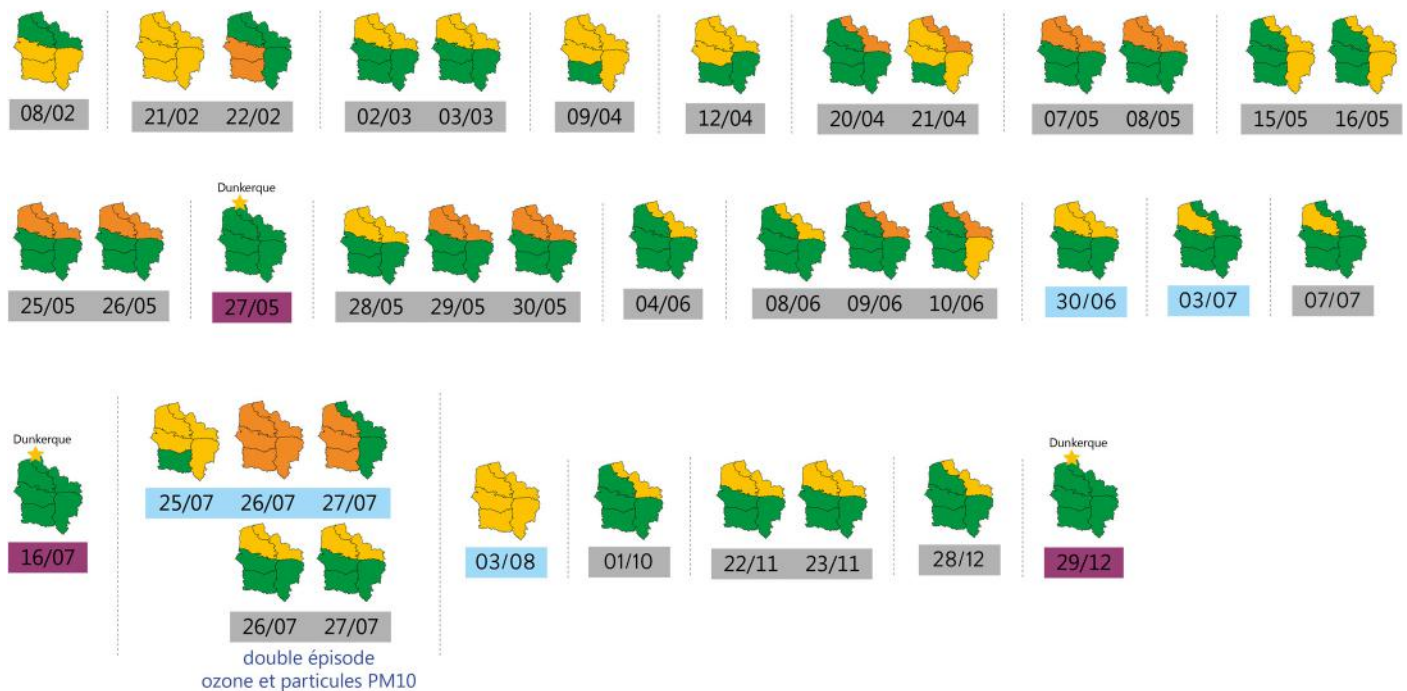 08/02 21/02 22/02 02/03 03/03 09/04 12/04 20/04 21/04 07/05 08/05 15/05 16/05
Dunkerque
25/05 26/05 27/05 28/05 29/05 30/05 04/06 08/06 09/06 10/06 30/06 03/07 07/07
Dunkerque
16/07
25/07 26/07 27/07
26/07 27/07
double épisode
ozone et particules PM10
03/08 01/10 22/11 23/11 28/12
Dunkerque
29/12